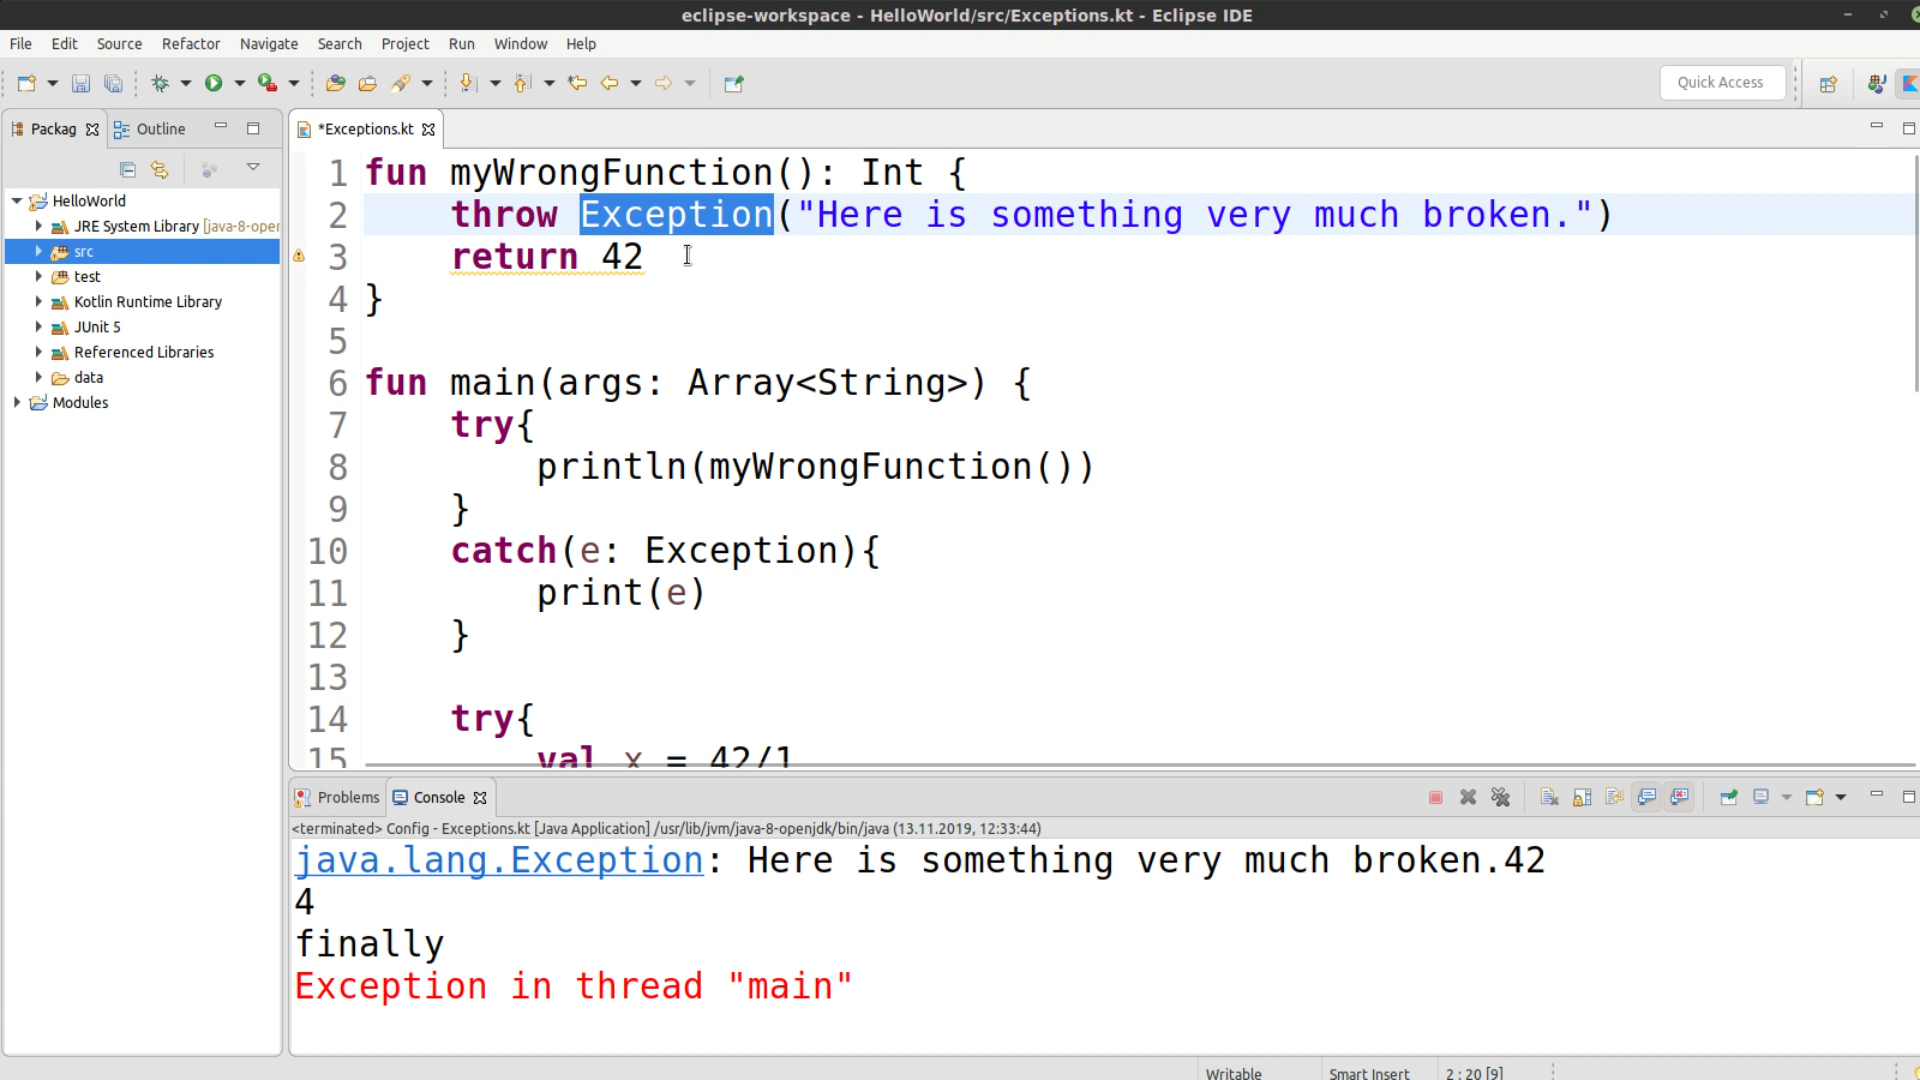 eclipse-workspace - HelloWorld/src/Exceptions.kt - Eclipse IDE
File Edit Source Refactor Navigate Search Project Run Window Help
Quick Access
Packag Outline
*Exceptions.kt
HelloWorld
JRE System Library [java-8-oper
src
test
Kotlin Runtime Library
JUnit 5
Referenced Libraries
data
Modules
1 fun myWrongFunction(): Int {
2 throw Exception("Here is something very much broken.")
3 return 42
4 }
5
6 fun main(args: Array<String>) {
7 try{
8 println(myWrongFunction())
9 }
10 catch(e: Exception){
11 print(e)
12 }
13
14 try{
15 val x = 42/1
Problems Console
<terminated> Config - Exceptions.kt [Java Application] /usr/lib/jvm/java-8-openjdk/bin/java (13.11.2019, 12:33:44)
java.lang.Exception: Here is something very much broken.42
4
finally
Exception in thread "main"
Writable Smart Insert 2 : 20 [9]